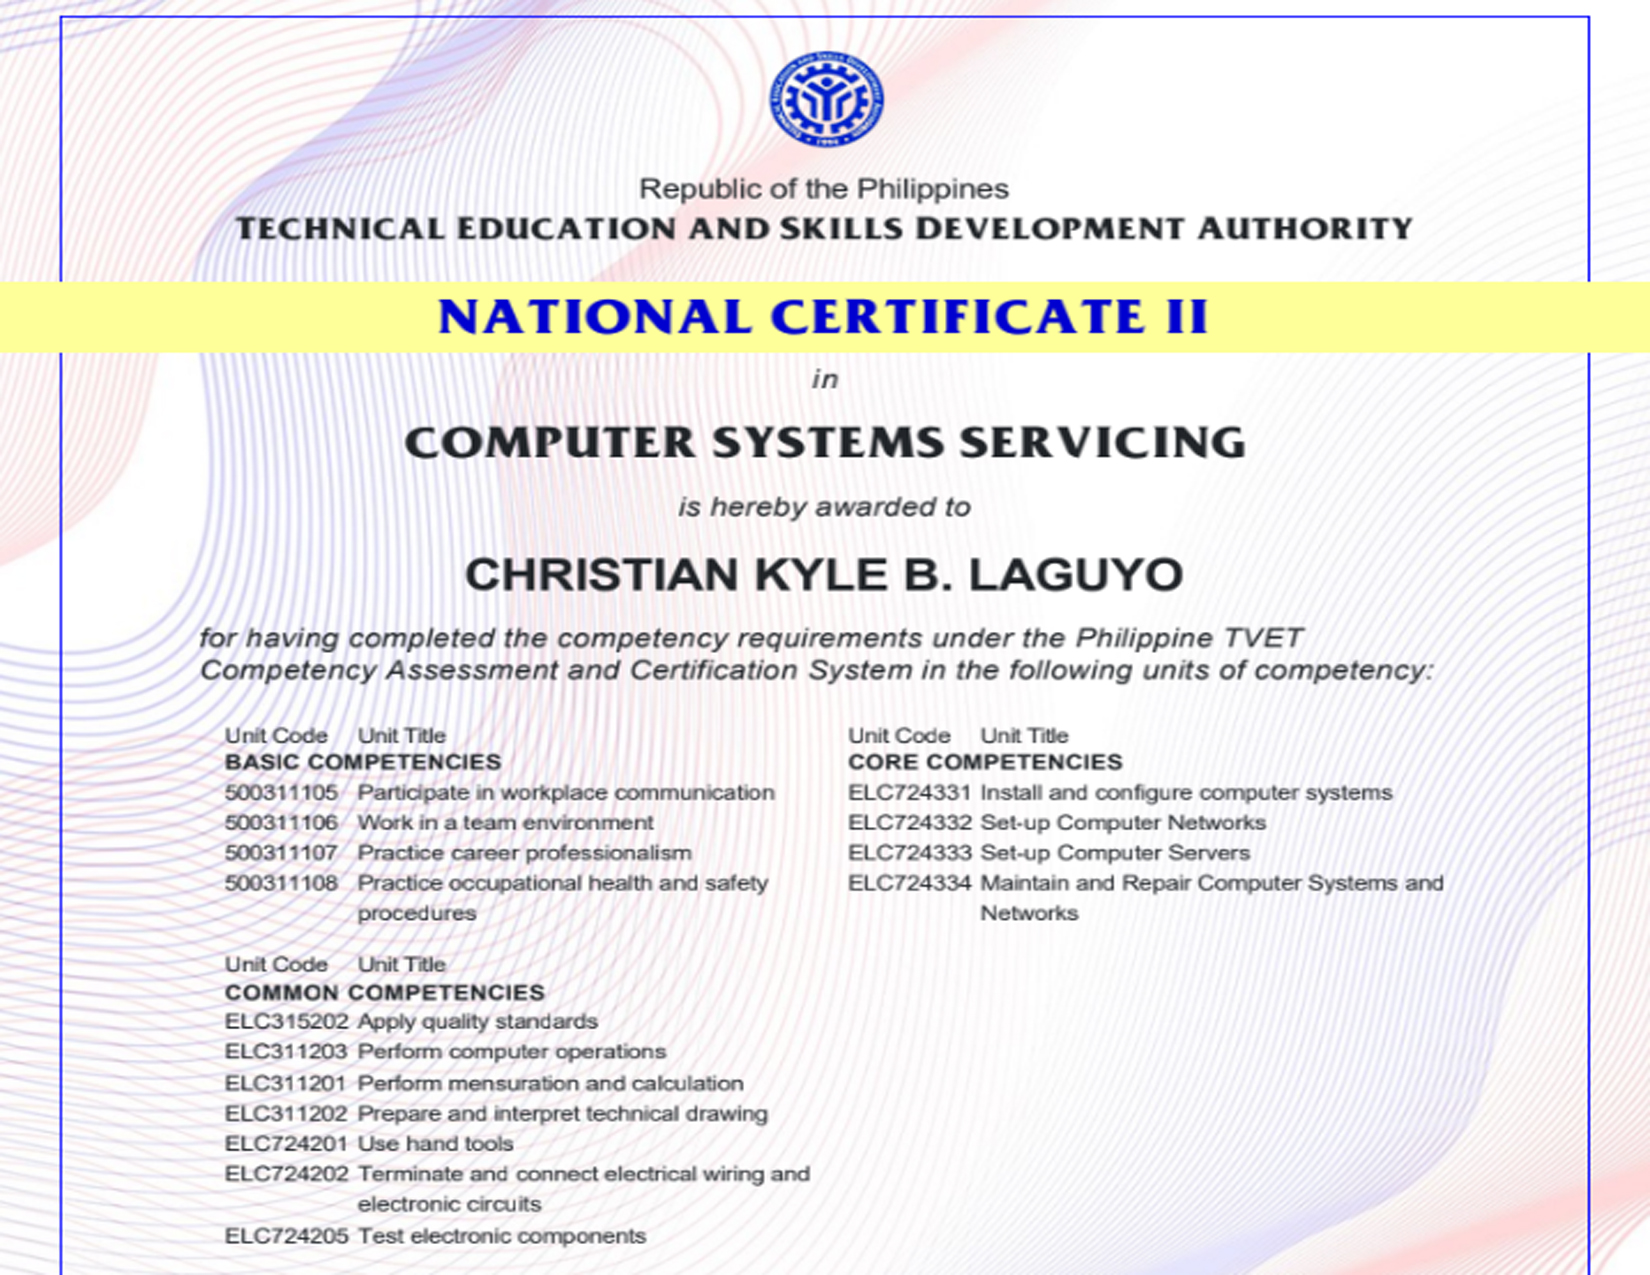 TECHNICAL EDUCATION AND SKILLS DEVELOPMENT AUTHORITY
1994
Republic of the Philippines
TECHNICAL EDUCATION AND SKILLS DEVELOPMENT AUTHORITY
NATIONAL CERTIFICATE II
in
COMPUTER SYSTEMS SERVICING
is hereby awarded to
CHRISTIAN KYLE B. LAGUYO
for having completed the competency requirements under the Philippine TVET
Competency Assessment and Certification System in the following units of competency:
Unit Code Unit Title
BASIC COMPETENCIES
500311105 Participate in workplace communication
500311106 Work in a team environment
500311107 Practice career professionalism
500311108 Practice occupational health and safety
procedures
Unit Code Unit Title
CORE COMPETENCIES
ELC724331 Install and configure computer systems
ELC724332 Set-up Computer Networks
ELC724333 Set-up Computer Servers
ELC724334 Maintain and Repair Computer Systems and
Networks
Unit Code Unit Title
COMMON COMPETENCIES
ELC315202 Apply quality standards
ELC311203 Perform computer operations
ELC311201 Perform mensuration and calculation
ELC311202 Prepare and interpret technical drawing
ELC724201 Use hand tools
ELC724202 Terminate and connect electrical wiring and
electronic circuits
ELC724205 Test electronic components